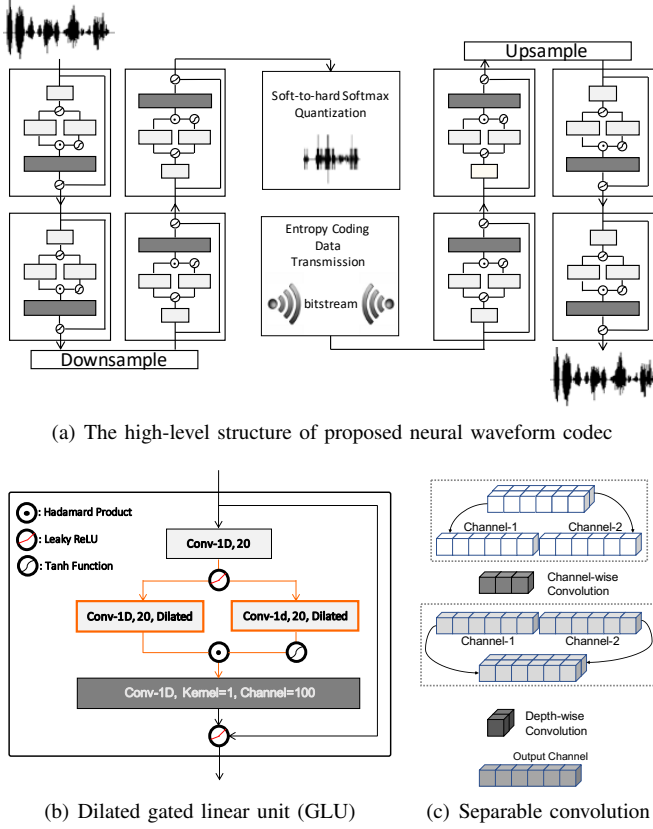 Upsample
Soft-to-hard Softmax
Quantization
Entropy Coding
Data
Transmission
bitstream
Downsample
(a) The high-level structure of proposed neural waveform codec
: Hadamard Product
: Leaky ReLU
: Tanh Function
Conv-1D, 20
Conv-1D, 20, Dilated
Conv-1d, 20, Dilated
Conv-1D, Kernel=1, Channel=100
(b) Dilated gated linear unit (GLU)
Channel-1
Channel-2
Channel-wise
Convolution
Channel-1
Channel-2
Depth-wise
Convolution
Output Channel
(c) Separable convolution